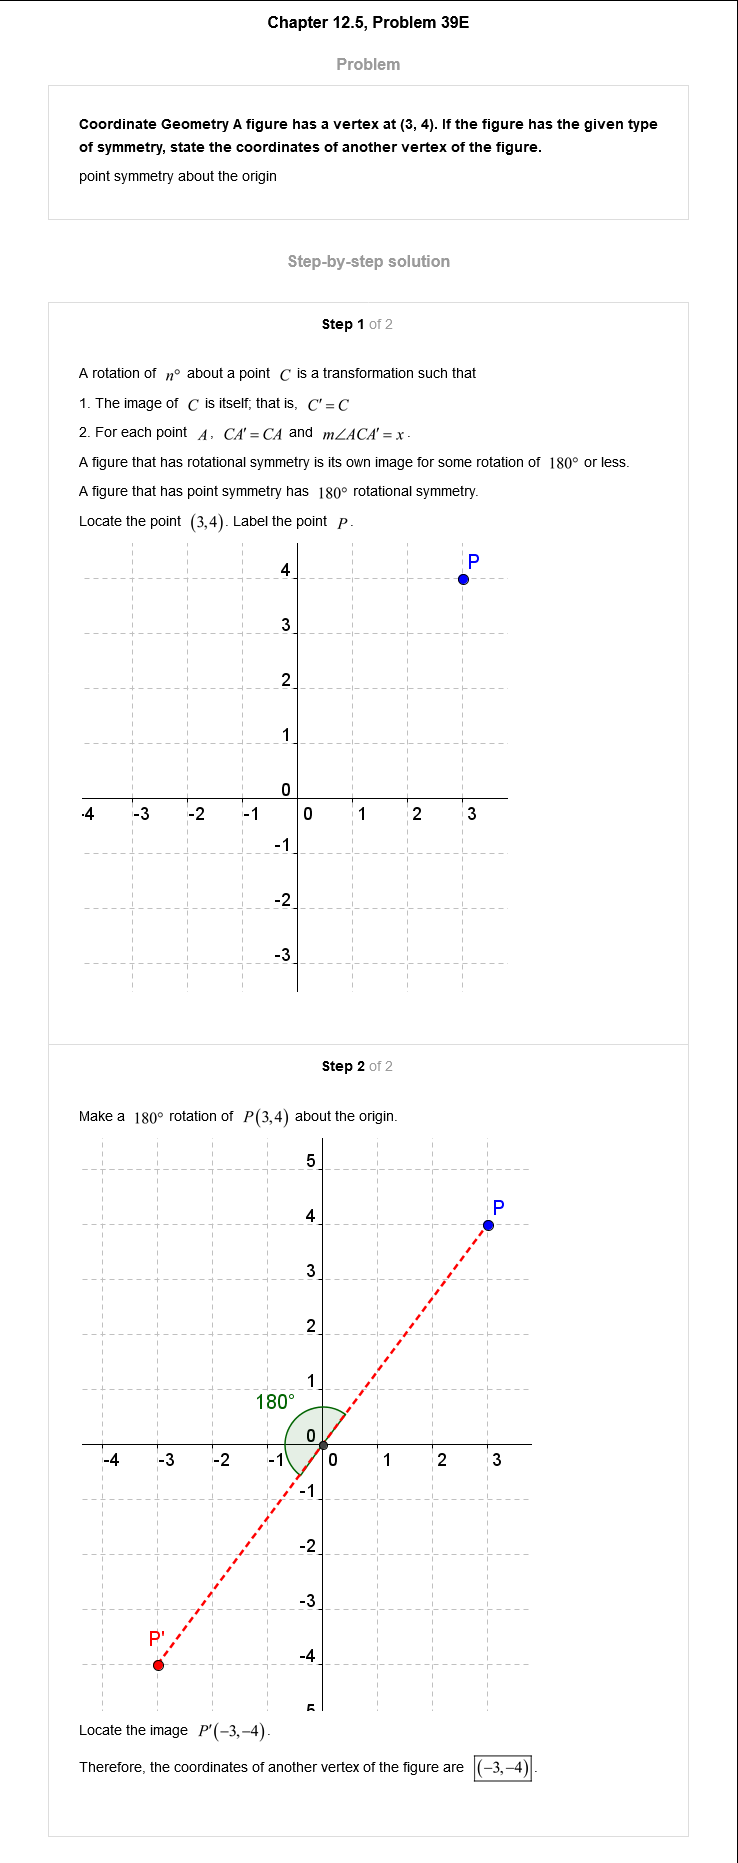 Chapter 12.5, Problem 39E
Problem
Coordinate Geometry A figure has a vertex at (3, 4). If the figure has the given type
of symmetry, state the coordinates of another vertex of the figure.
point symmetry about the origin
Step-by-step solution
Step 1 of 2
A rotation of n° about a point C is a transformation such that
1. The image of C is itself; that is, C′ = C
2. For each point A, CA′ = CA and m∠ACA′ = x.
A figure that has rotational symmetry is its own image for some rotation of 180° or less.
A figure that has point symmetry has 180° rotational symmetry.
Locate the point (3,4). Label the point P.
P
4
3
2
1
0
-4 -3 -2 -1 0 1 2 3
-1
-2
-3
Step 2 of 2
Make a 180° rotation of P(3,4) about the origin.
5
P
4
3
2
1
180°
0
-4 -3 -2 -1 0 1 2 3
-1
-2
-3
P'
-4
Locate the image P′(−3,−4).
Therefore, the coordinates of another vertex of the figure are (−3,−4).